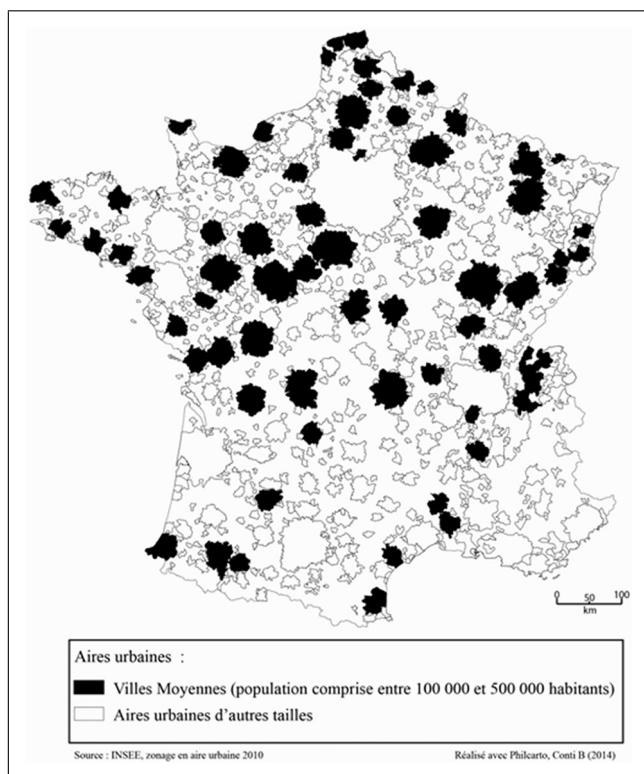 0 50 100
km
Aires urbaines :
Villes Moyennes (population comprise entre 100 000 et 500 000 habitants)
Aires urbaines d'autres tailles
Source : INSEE, zonage en aire urbaine 2010 Réalisé avec Philcarto, Conti B (2014)